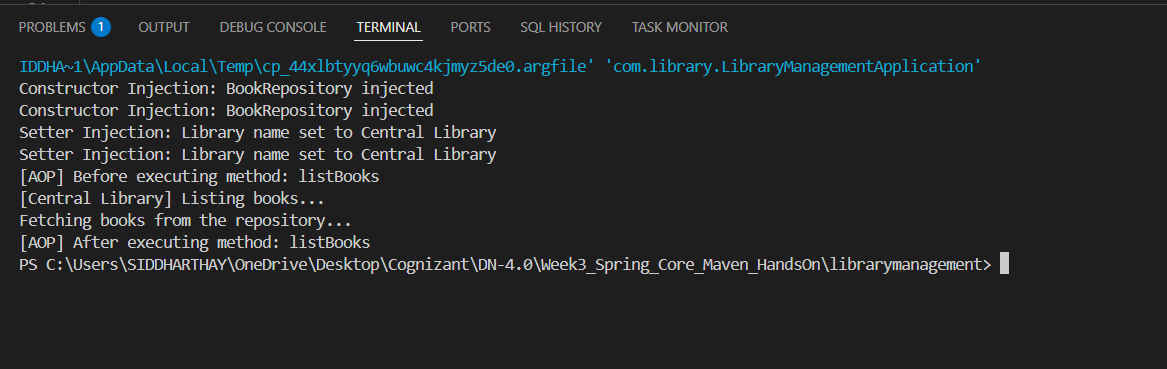 PROBLEMS 1 OUTPUT DEBUG CONSOLE TERMINAL PORTS SQL HISTORY TASK MONITOR
IDDHA~1\AppData\Local\Temp\cp_44xlbtyyq6wbuwc4kjmyz5de0.argfile' 'com.library.LibraryManagementApplication'
Constructor Injection: BookRepository injected
Constructor Injection: BookRepository injected
Setter Injection: Library name set to Central Library
Setter Injection: Library name set to Central Library
[AOP] Before executing method: listBooks
[Central Library] Listing books...
Fetching books from the repository...
[AOP] After executing method: listBooks
PS C:\Users\SIDDHARTHAY\OneDrive\Desktop\Cognizant\DN-4.0\Week3_Spring_Core_Maven_HandsOn\librarymanagement>